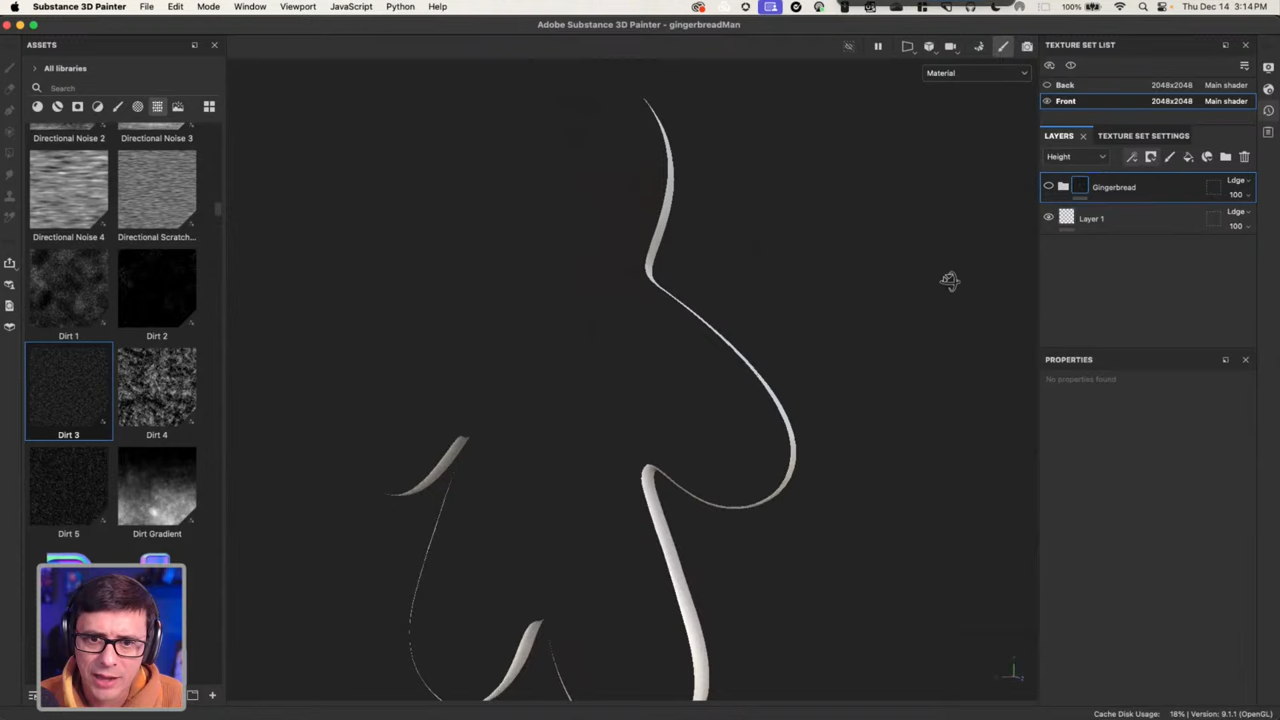 Substance 3D Painter File Edit Mode Window Viewport JavaScript Python Help 100% Thu Dec 14 3:14PM
Adobe Substance 3D Painter - gingerbreadMan
ASSETS
All libraries
Search
Directional Noise 2 Directional Noise 3
Directional Noise 4 Directional Scratch...
Dirt 1 Dirt 2
Dirt 3 Dirt 4
Dirt 5 Dirt Gradient
Material
TEXTURE SET LIST
Back 2048x2048 Main shader
Front 2048x2048 Main shader
LAYERS TEXTURE SET SETTINGS
Height
Gingerbread Ldge 100
Layer 1 Ldge 100
PROPERTIES
No properties found
Cache Disk Usage: 18% | Version: 9.1.1 (OpenGL)